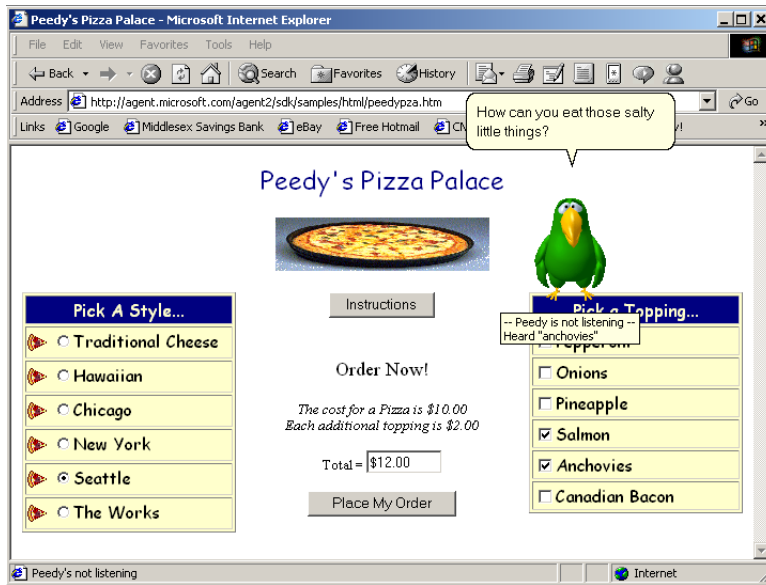 Peedy's Pizza Palace - Microsoft Internet Explorer
File Edit View Favorites Tools Help
Back Search Favorites History
Address http://agent.microsoft.com/agent2/sdk/samples/html/peedypza.htm Go
Links Google Middlesex Savings Bank eBay Free Hotmail
How can you eat those salty
little things?
Peedy's Pizza Palace
Pick A Style...
Traditional Cheese
Hawaiian
Chicago
New York
Seattle
The Works
Instructions
Order Now!
The cost for a Pizza is $10.00
Each additional topping is $2.00
Total = $12.00
Place My Order
Pick a Topping...
-- Peedy is not listening --
Heard "anchovies"
Onions
Pineapple
Salmon
Anchovies
Canadian Bacon
Peedy's not listening
Internet